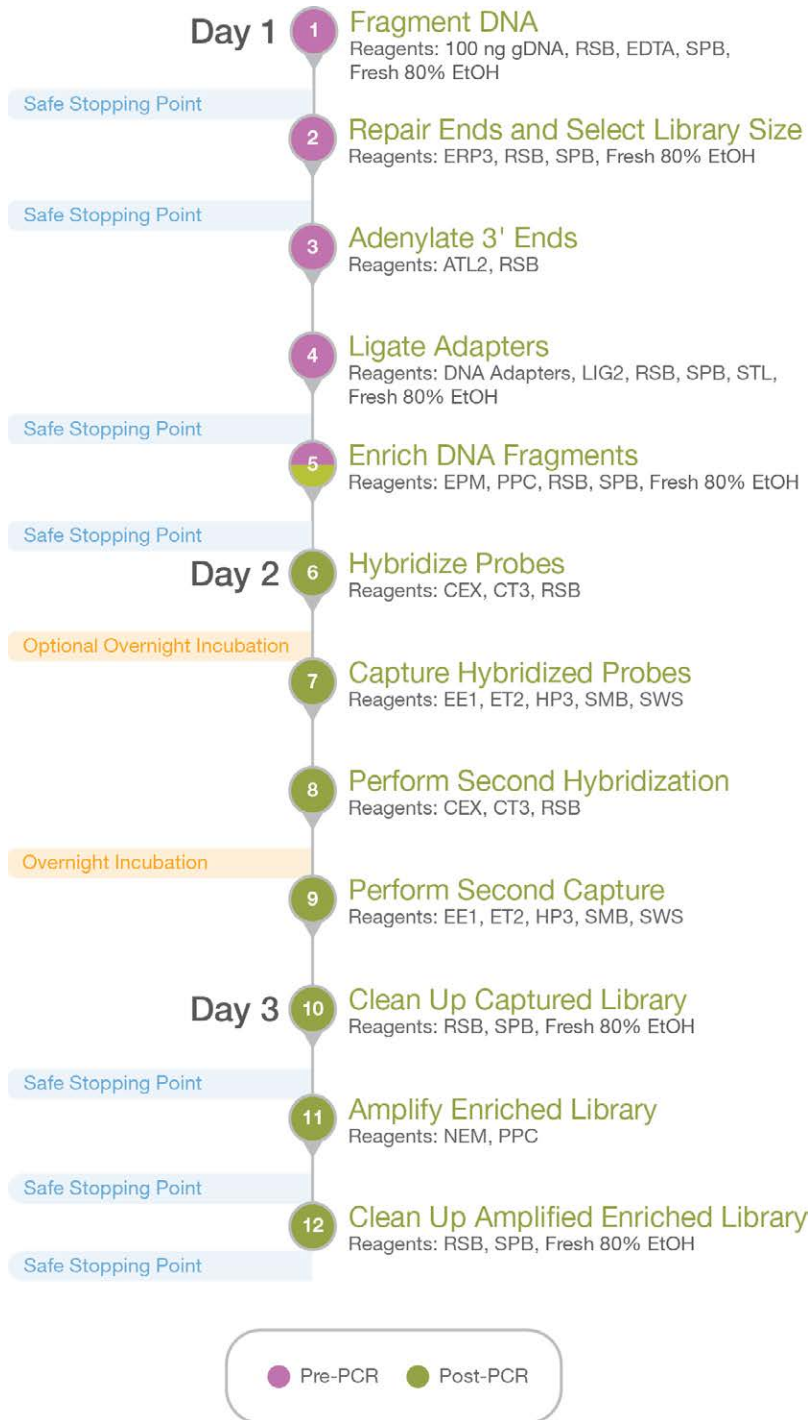 Day 1
1
Fragment DNA
Reagents: 100 ng gDNA, RSB, EDTA, SPB,
Fresh 80% EtOH
Safe Stopping Point
2
Repair Ends and Select Library Size
Reagents: ERP3, RSB, SPB, Fresh 80% EtOH
Safe Stopping Point
3
Adenylate 3' Ends
Reagents: ATL2, RSB
4
Ligate Adapters
Reagents: DNA Adapters, LIG2, RSB, SPB, STL,
Fresh 80% EtOH
Safe Stopping Point
5
Enrich DNA Fragments
Reagents: EPM, PPC, RSB, SPB, Fresh 80% EtOH
Safe Stopping Point
Day 2
6
Hybridize Probes
Reagents: CEX, CT3, RSB
Optional Overnight Incubation
7
Capture Hybridized Probes
Reagents: EE1, ET2, HP3, SMB, SWS
8
Perform Second Hybridization
Reagents: CEX, CT3, RSB
Overnight Incubation
9
Perform Second Capture
Reagents: EE1, ET2, HP3, SMB, SWS
Day 3
10
Clean Up Captured Library
Reagents: RSB, SPB, Fresh 80% EtOH
Safe Stopping Point
11
Amplify Enriched Library
Reagents: NEM, PPC
Safe Stopping Point
12
Clean Up Amplified Enriched Library
Reagents: RSB, SPB, Fresh 80% EtOH
Safe Stopping Point
Pre-PCR
Post-PCR